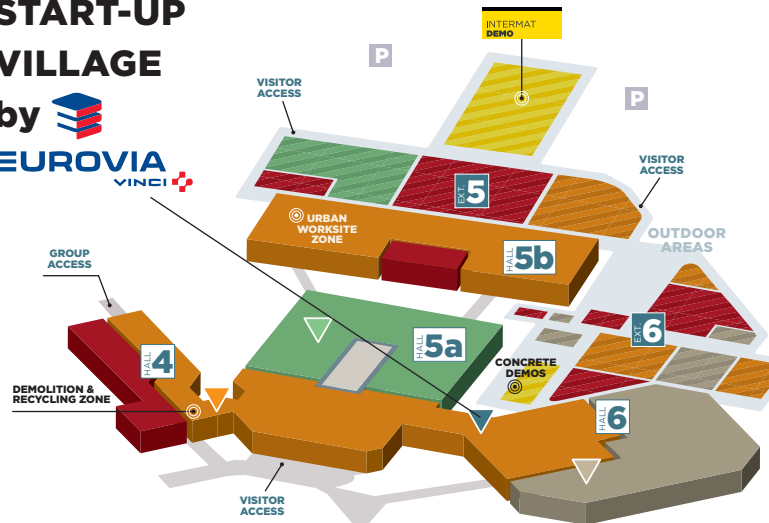 START-UP
VILLAGE
by
EUROVIA
VINCI
INTERMAT
DEMO
P
P
VISITOR
ACCESS
VISITOR
ACCESS
EXT. 5
URBAN
WORKSITE
ZONE
HALL 5b
OUTDOOR
AREAS
GROUP
ACCESS
HALL 5a
EXT. 6
HALL 4
CONCRETE
DEMOS
DEMOLITION &
RECYCLING ZONE
HALL 6
VISITOR
ACCESS